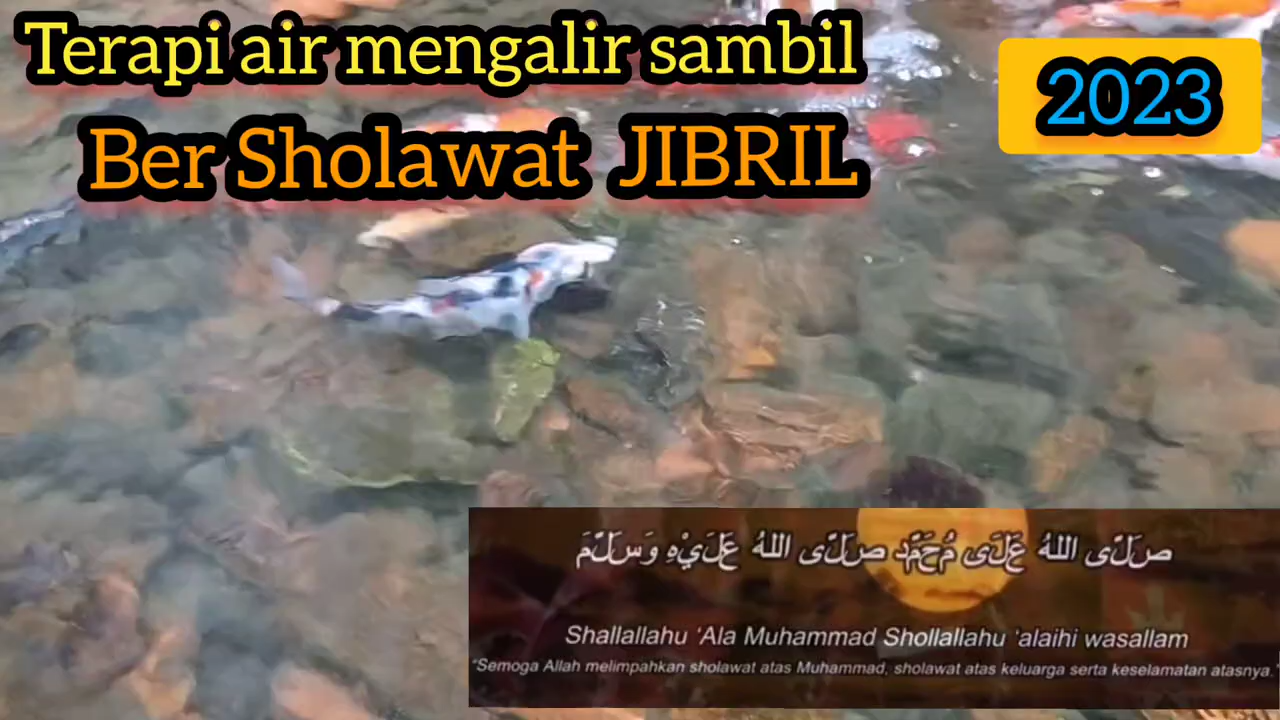 Terapi air mengalir sambil
Ber Sholawat JIBRIL
2023
صَلَّى اللهُ عَلَى مُحَمَّد صَلَّى اللهُ عَلَيْهِ وَسَلَّمَ
Shallallahu ‘Ala Muhammad Shollallahu ‘alaihi wasallam
"Semoga Allah melimpahkan sholawat atas Muhammad, sholawat atas keluarga serta keselamatan atasnya."